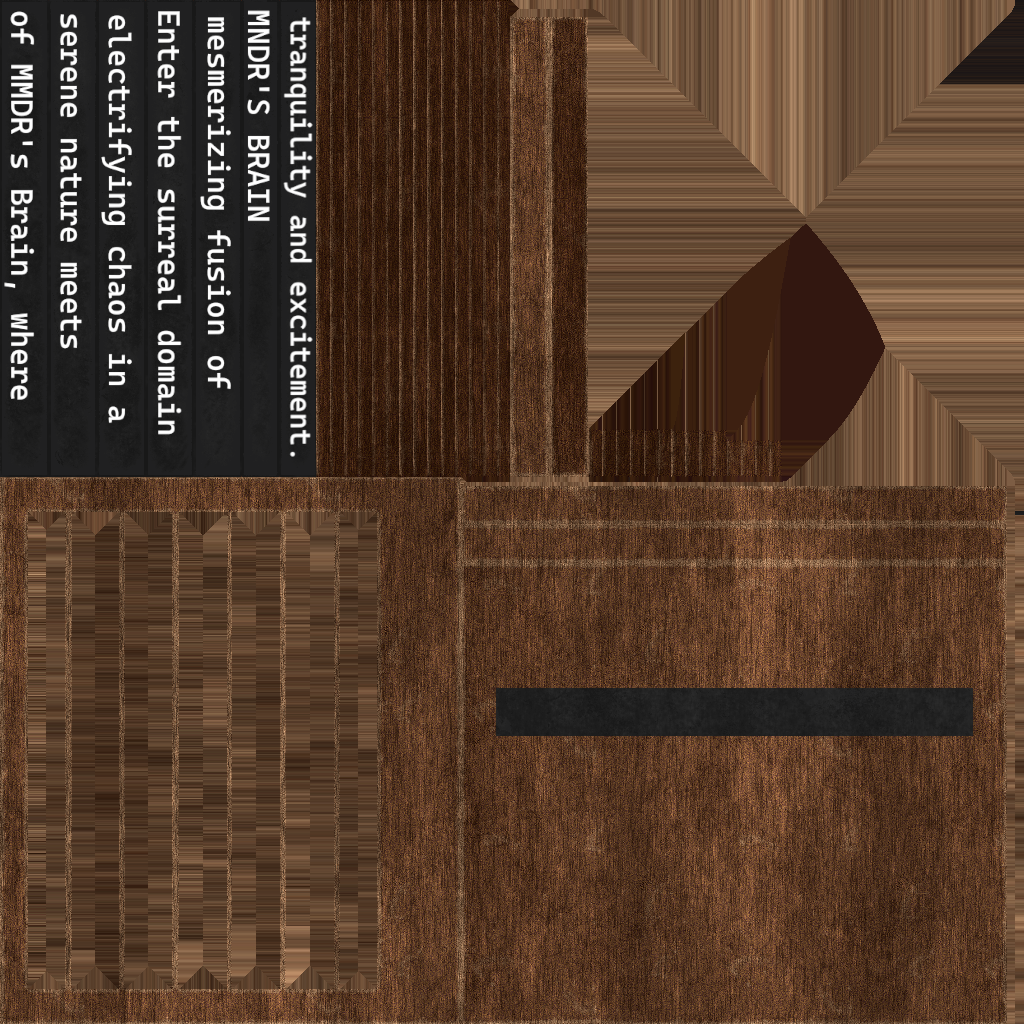 tranquility and excitement.
MNDR'S BRAIN
mesmerizing fusion of
Enter the surreal domain
electrifying chaos in a
serene nature meets
of MMDR's Brain, where